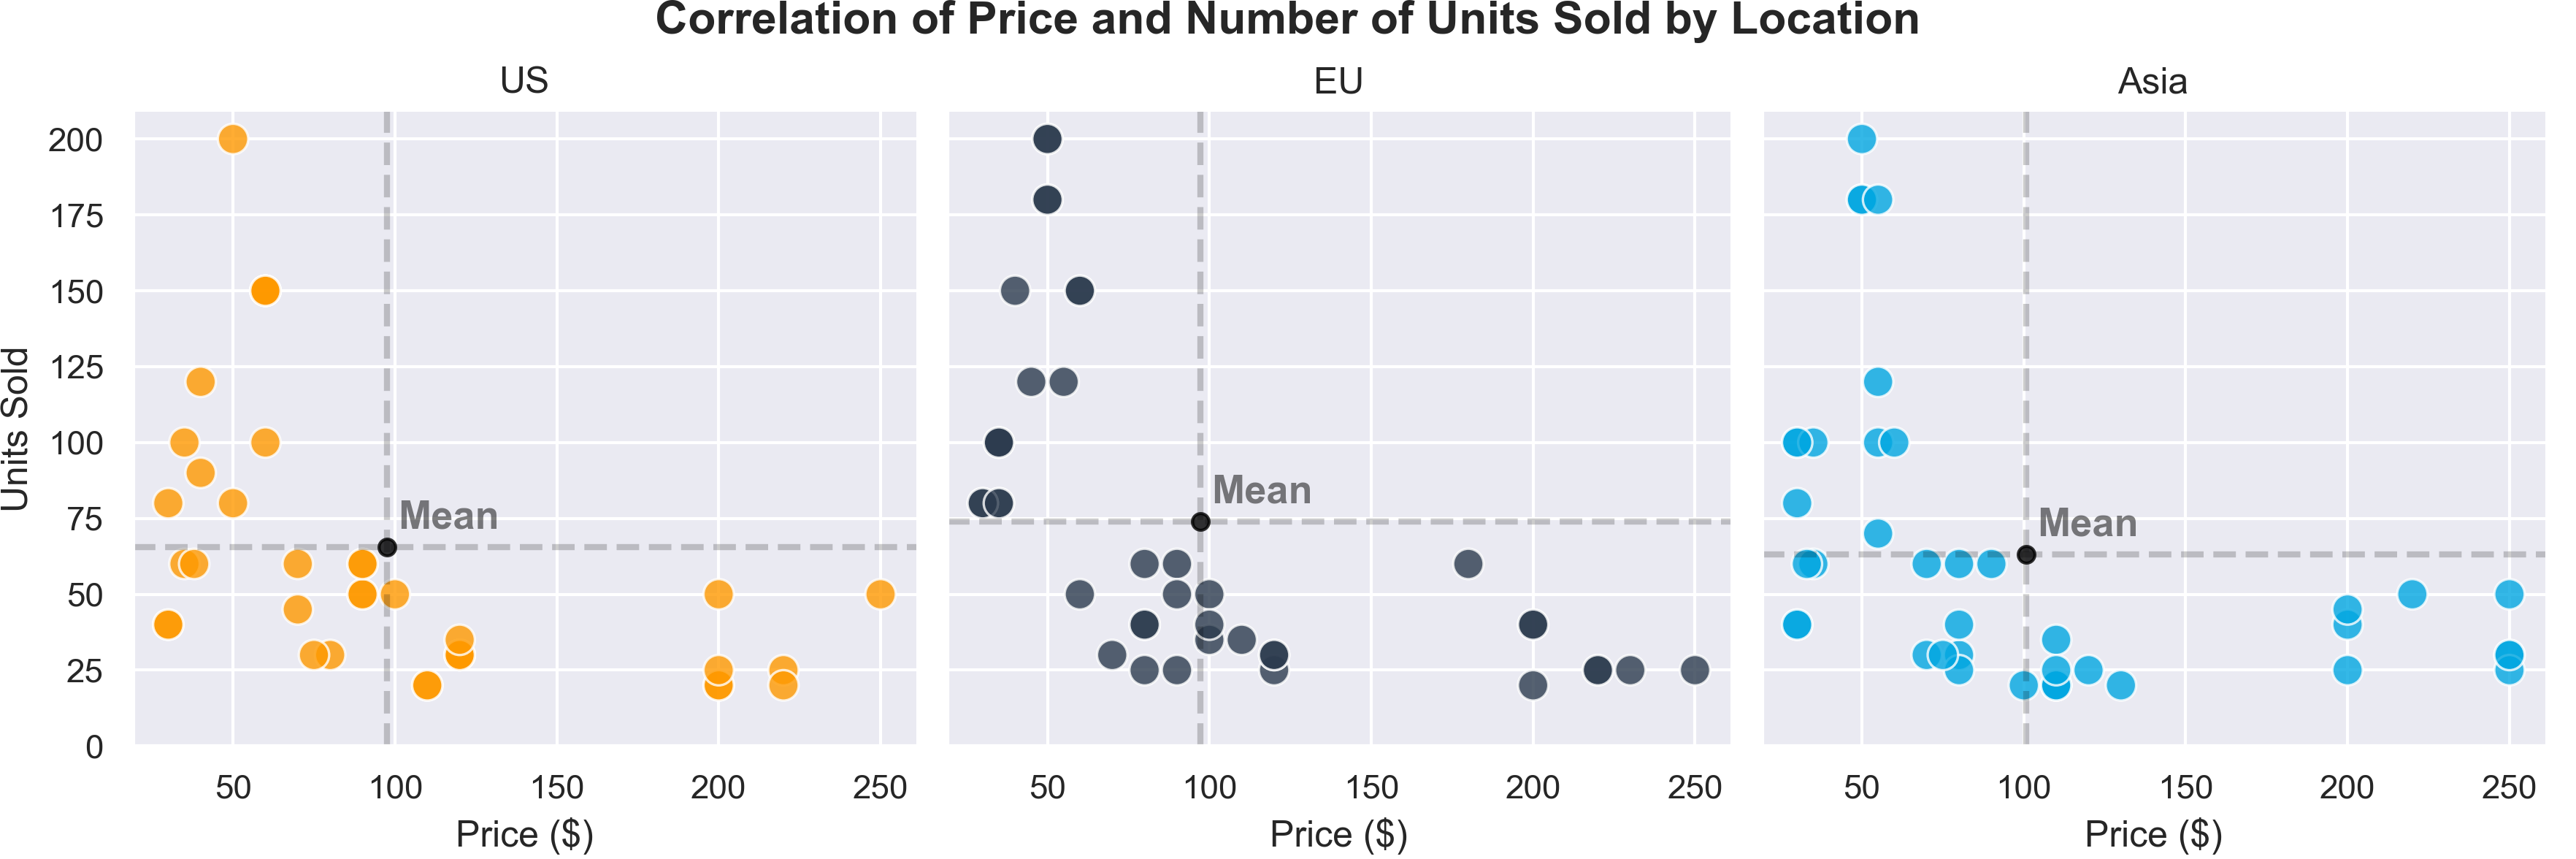 Correlation of Price and Number of Units Sold by Location
US
EU
Asia
Units Sold
200
175
150
125
100
75
50
25
0
Mean
Mean
Mean
50 100 150 200 250
50 100 150 200 250
50 100 150 200 250
Price ($)
Price ($)
Price ($)